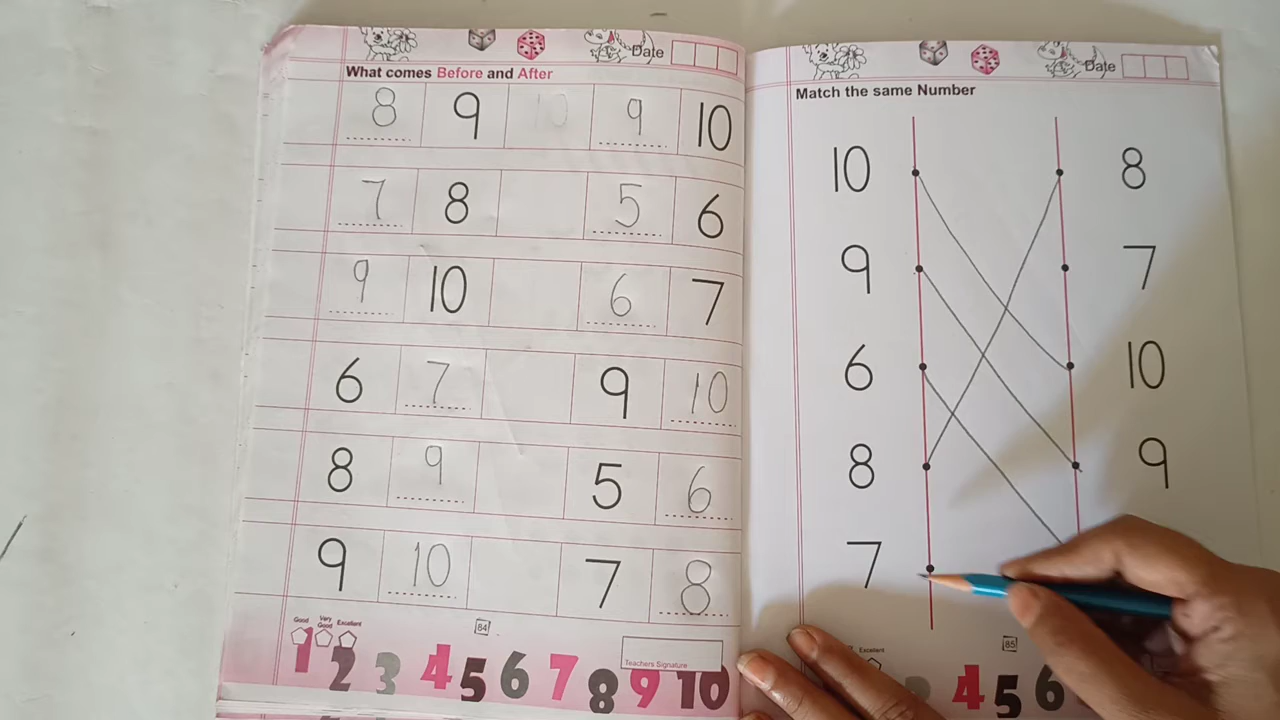 Date
What comes Before and After
8 9 10 9 10
7 8 5 6
9 10 6 7
6 7 9 10
8 9 5 6
9 10 7 8
Good Very Good Excellent
84
Teachers Signature
1 2 3 4 5 6 7 8 9 10
Date
Match the same Number
10 8
9 7
6 10
8 9
7
Excellent
85
4 5 6